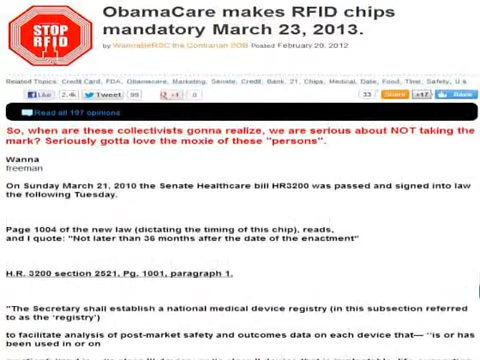 STOP
RFID
ObamaCare makes RFID chips
mandatory March 23, 2013.
by WannabeRSC the Contrarian SOB Posted February 20, 2012
Related Topics: Credit Card, FDA, Obamacare, Marketing, Senate, Credit, Bank, 21, Chips, Medical, Date, Food, Time, Safety, U.s
Like 2.4k Tweet 99 +1 0 0 33 Share +17
Read all 197 opinions
So, when are these collectivists gonna realize, we are serious about NOT taking the
mark? Seriously gotta love the moxie of these "persons".
Wanna
freeman
On Sunday March 21, 2010 the Senate Healthcare bill HR3200 was passed and signed into law
the following Tuesday.
Page 1004 of the new law (dictating the timing of this chip), reads,
and I quote: "Not later than 36 months after the date of the enactment"
H.R. 3200 section 2521, Pg. 1001, paragraph 1.
"The Secretary shall establish a national medical device registry (in this subsection referred
to as the 'registry')
to facilitate analysis of post-market safety and outcomes data on each device that— ''is or has
been used in or on